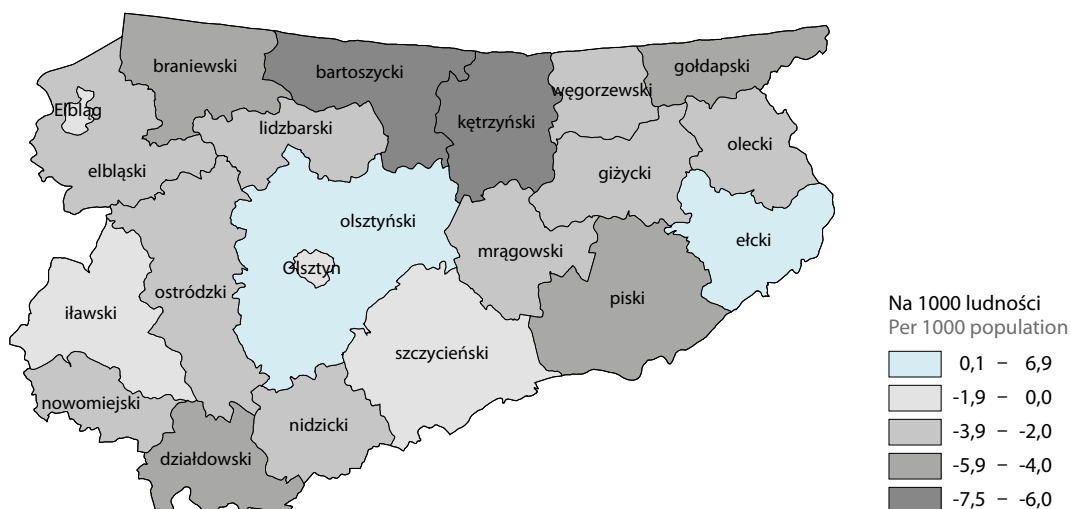 braniewski
bartoszycki
gołdapski
węgorzewski
Elbląg
kętrzyński
lidzbarski
olecki
elbląski
giżycki
olsztyński
ełcki
mrągowski
Olsztyn
ostródzki
piski
iławski
szczycieński
nowomiejski
nidzicki
działdowski
Na 1000 ludności
Per 1000 population
0,1 – 6,9
-1,9 – 0,0
-3,9 – -2,0
-5,9 – -4,0
-7,5 – -6,0